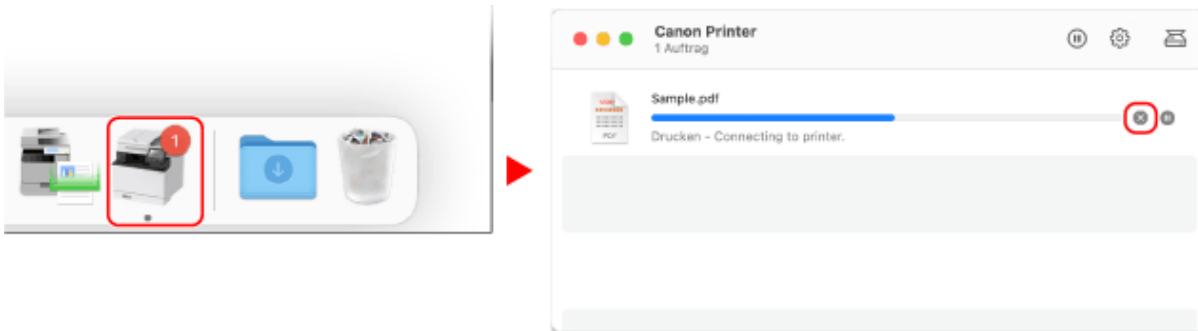 1
Canon Printer
1 Auftrag
Sample.pdf
Drucken - Connecting to printer.
PDF